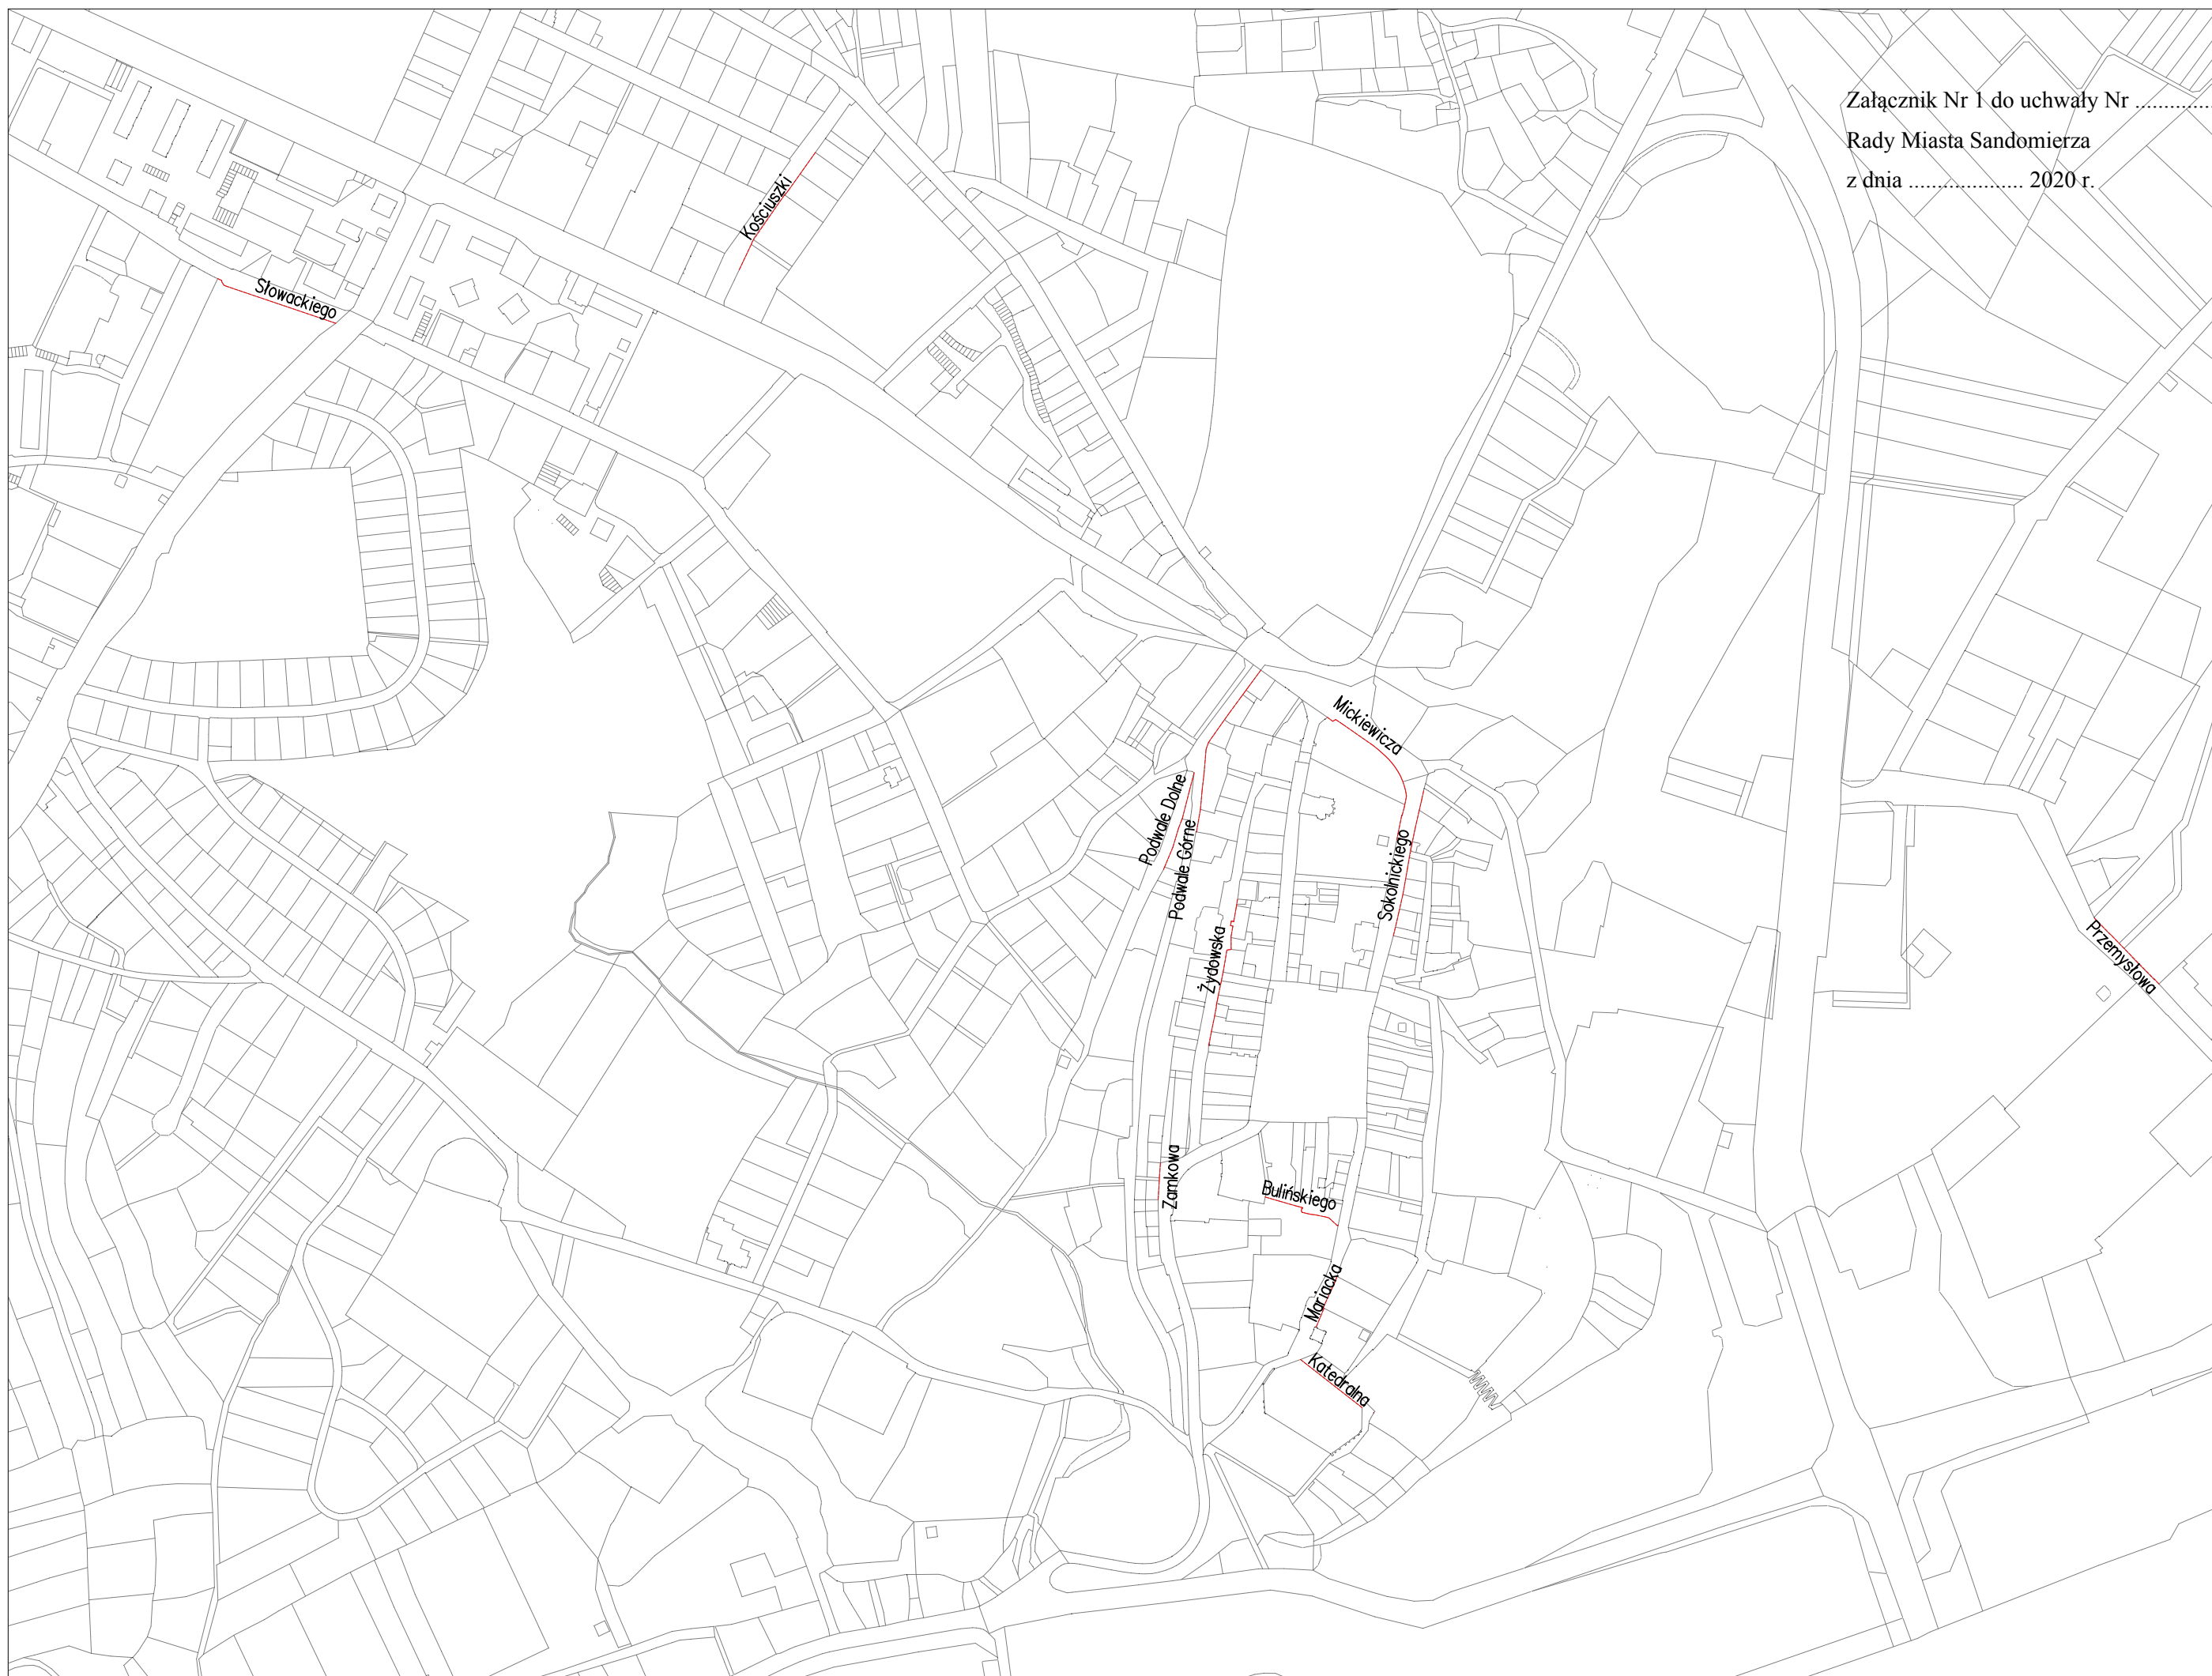 Załącznik Nr 1 do uchwały Nr .............
Rady Miasta Sandomierza
z dnia .................... 2020 r.
Kościuszki
Słowackiego
Mickiewicza
Podwale Dolne
Podwale Górne
Sokolnickiego
Żydowska
Przemysłowa
Zamkowa
Bulińskiego
Mariacka
Katedralna